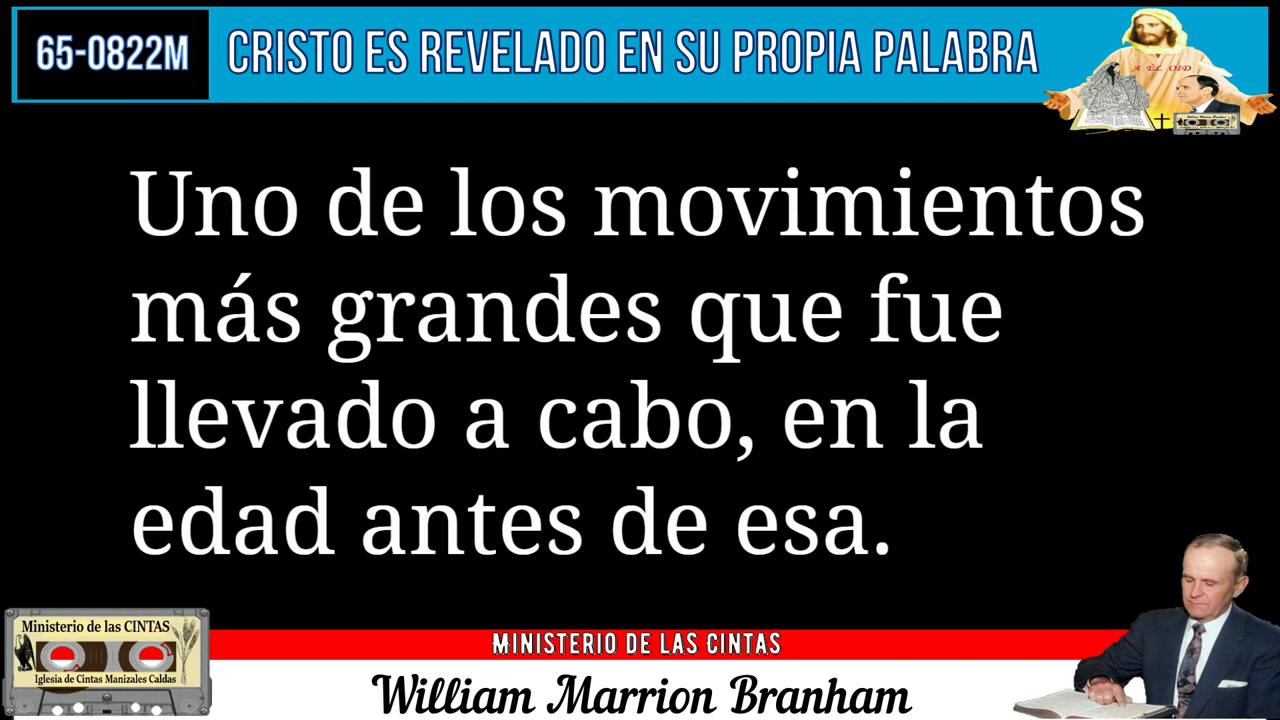 65-0822M CRISTO ES REVELADO EN SU PROPIA PALABRA
A ÉL OID
Uno de los movimientos
más grandes que fue
llevado a cabo, en la
edad antes de esa.
Ministerio de las CINTAS
Iglesia de Cintas Manizales Caldas
MINISTERIO DE LAS CINTAS
William Marrion Branham